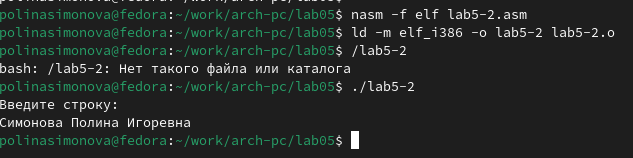 polinasimonova@fedora:~/work/arch-pc/lab05$ nasm -f elf lab5-2.asm
polinasimonova@fedora:~/work/arch-pc/lab05$ ld -m elf_i386 -o lab5-2 lab5-2.o
polinasimonova@fedora:~/work/arch-pc/lab05$ /lab5-2
bash: /lab5-2: Нет такого файла или каталога
polinasimonova@fedora:~/work/arch-pc/lab05$ ./lab5-2
Введите строку:
Симонова Полина Игоревна
polinasimonova@fedora:~/work/arch-pc/lab05$